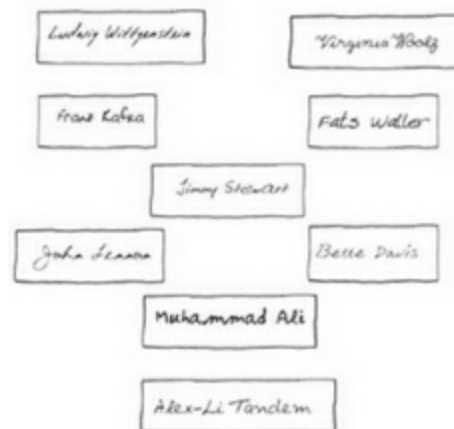 Ludwig Wittgenstein
Virginia Woolf
Franz Kafka
Fats Waller
Jimmy Stewart
John Lennon
Bette Davis
Muhammad Ali
Alex-Li Tandem